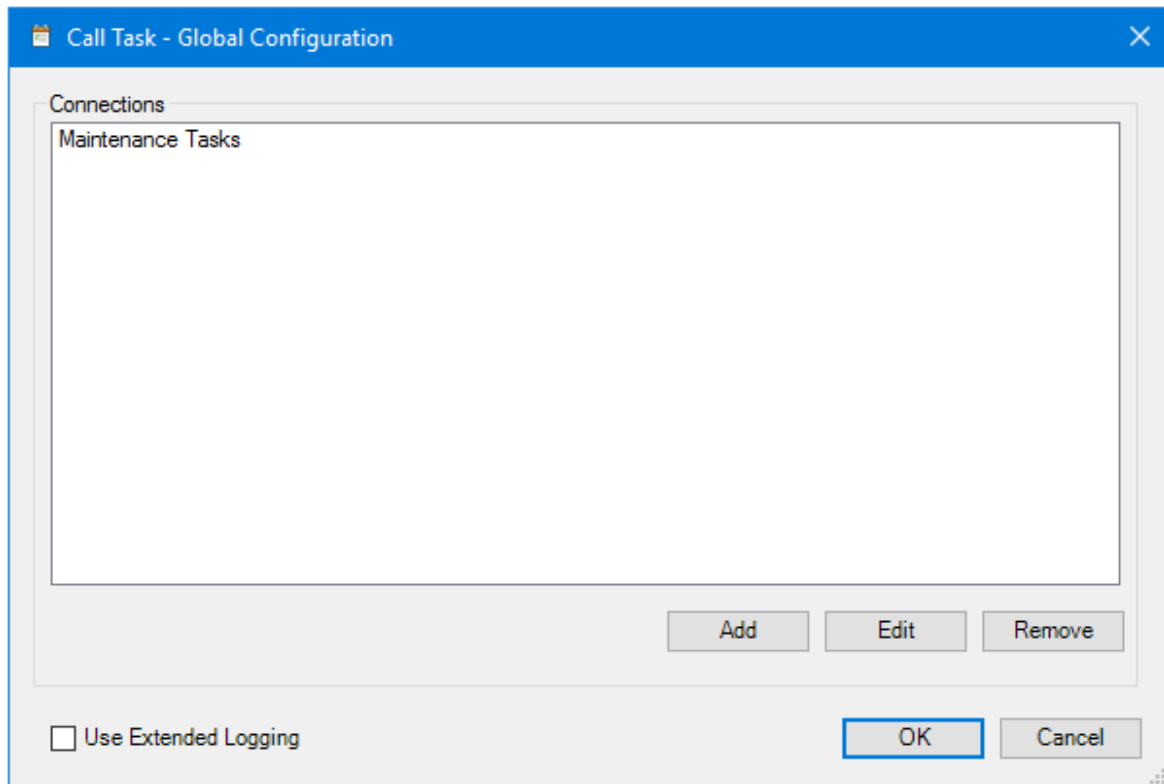 Call Task - Global Configuration
Connections
Maintenance Tasks
Add Edit Remove
Use Extended Logging OK Cancel